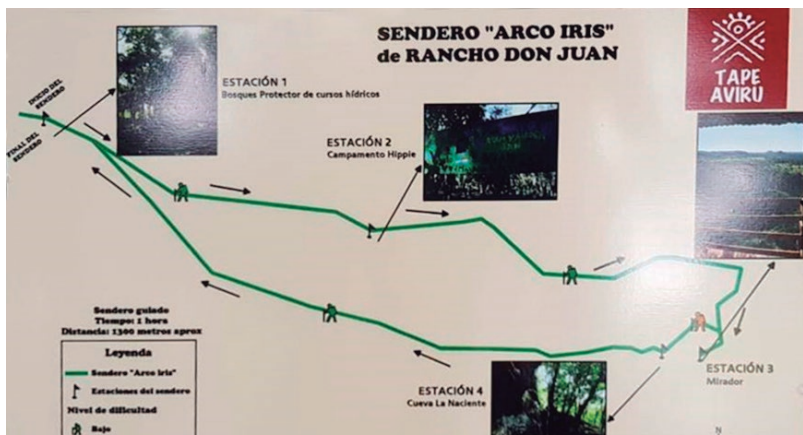 SENDERO "ARCO IRIS"
de RANCHO DON JUAN
TAPE
AVIRU
INICIO DEL
SENDERO
FINAL DEL
SENDERO
ESTACIÓN 1
Bosques Protector de cursos hídricos
ESTACIÓN 2
Campamento Hippie
ESTACIÓN 3
Mirador
ESTACIÓN 4
Cueva La Naciente
Sendero guiado
Tiempo: 1 hora
Distancia: 1300 metros aprox
Leyenda
Sendero "Arco iris"
Estaciones del sendero
Nivel de dificultad
Bajo
N